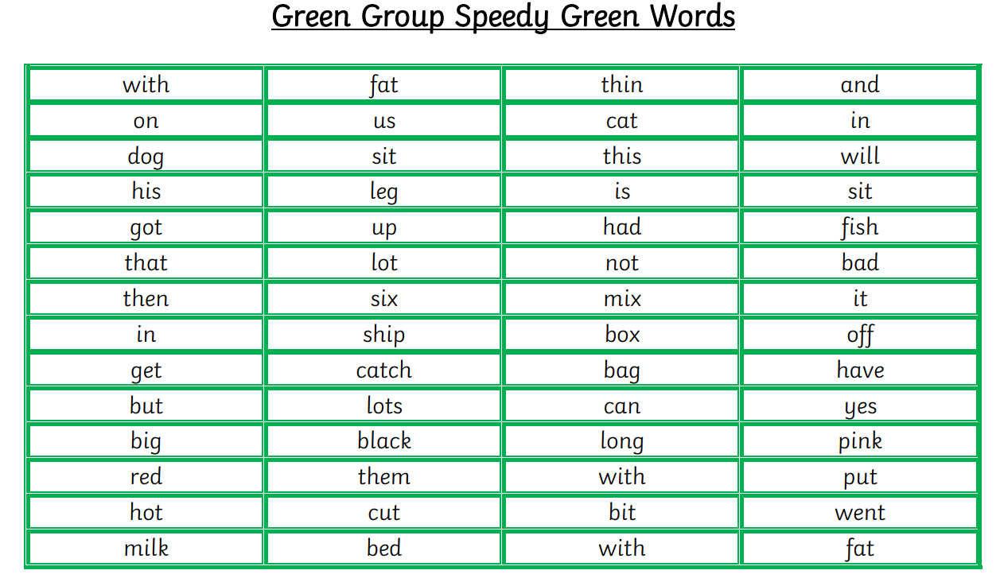 Green Group Speedy Green Words
with fat thin and
on us cat in
dog sit this will
his leg is sit
got up had fish
that lot not bad
then six mix it
in ship box off
get catch bag have
but lots can yes
big black long pink
red them with put
hot cut bit went
milk bed with fat